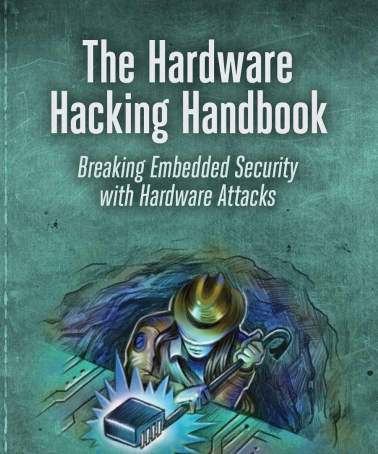 The Hardware
Hacking Handbook
Breaking Embedded Security
with Hardware Attacks